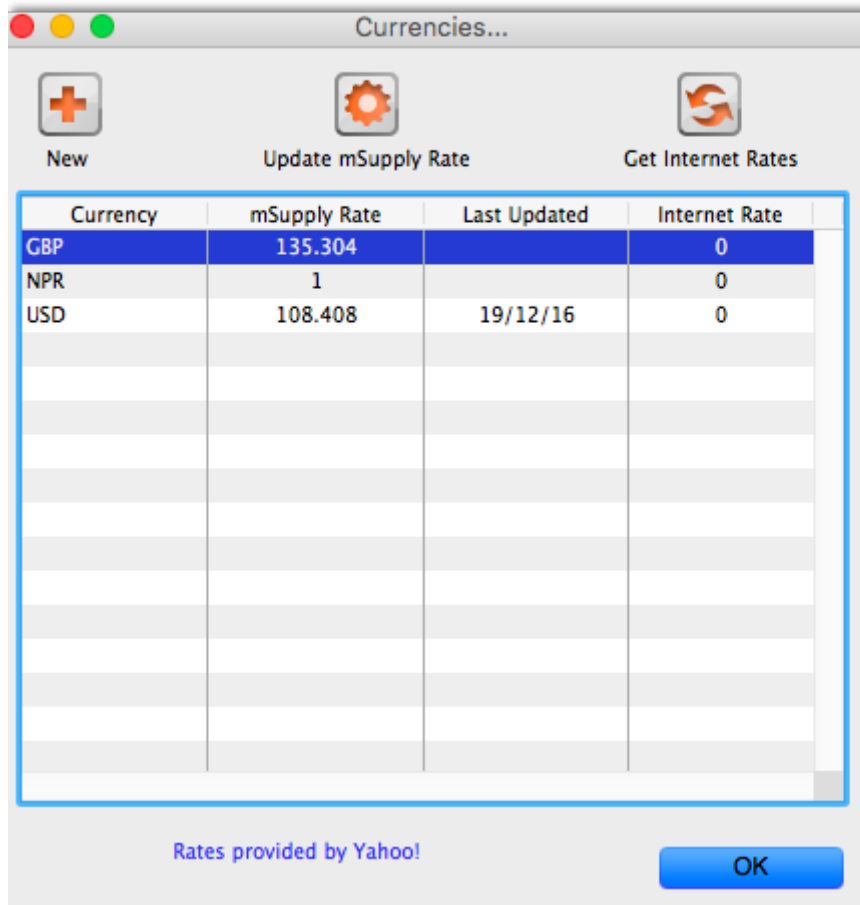 Currencies...
New Update mSupply Rate Get Internet Rates
Currency mSupply Rate Last Updated Internet Rate
GBP 135.304 0
NPR 1 0
USD 108.408 19/12/16 0
Rates provided by Yahoo!
OK